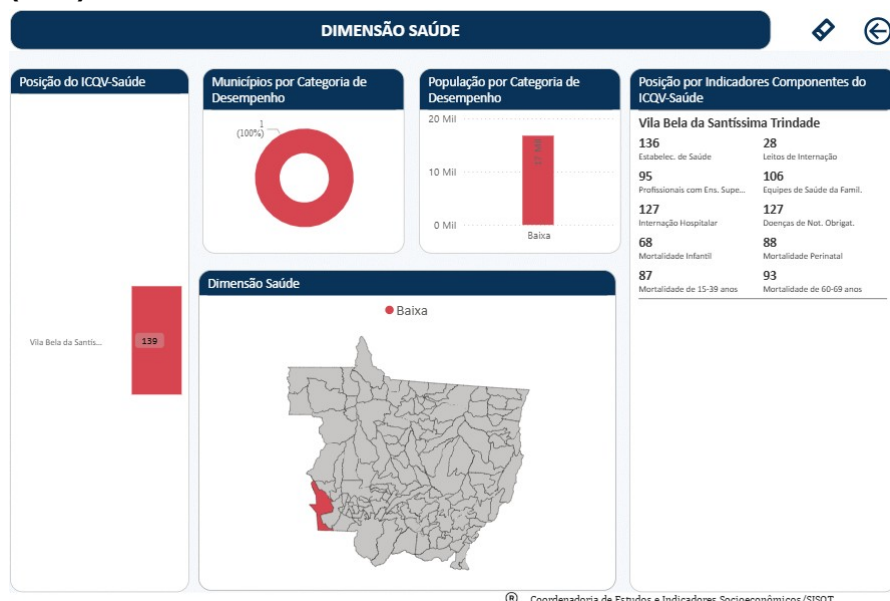 DIMENSÃO SAÚDE
Posição do ICQV-Saúde
Vila Bela da Santís...
139
Municípios por Categoria de
Desempenho
1
(100%)
População por Categoria de
Desempenho
20 Mil
10 Mil
0 Mil
Baixa
Dimensão Saúde
Baixa
Posição por Indicadores Componentes do
ICQV-Saúde
Vila Bela da Santíssima Trindade
136 28
Estabelec. de Saúde Leitos de Internação
95 106
Profissionais com Ens. Supe... Equipes de Saúde da Famil.
127 127
Internação Hospitalar Doenças de Not. Obrigat.
68 88
Mortalidade Infantil Mortalidade Perinatal
87 93
Mortalidade de 15-39 anos Mortalidade de 60-69 anos
® Coordenadoria de Estudos e Indicadores Socioeconômicos/SISOT